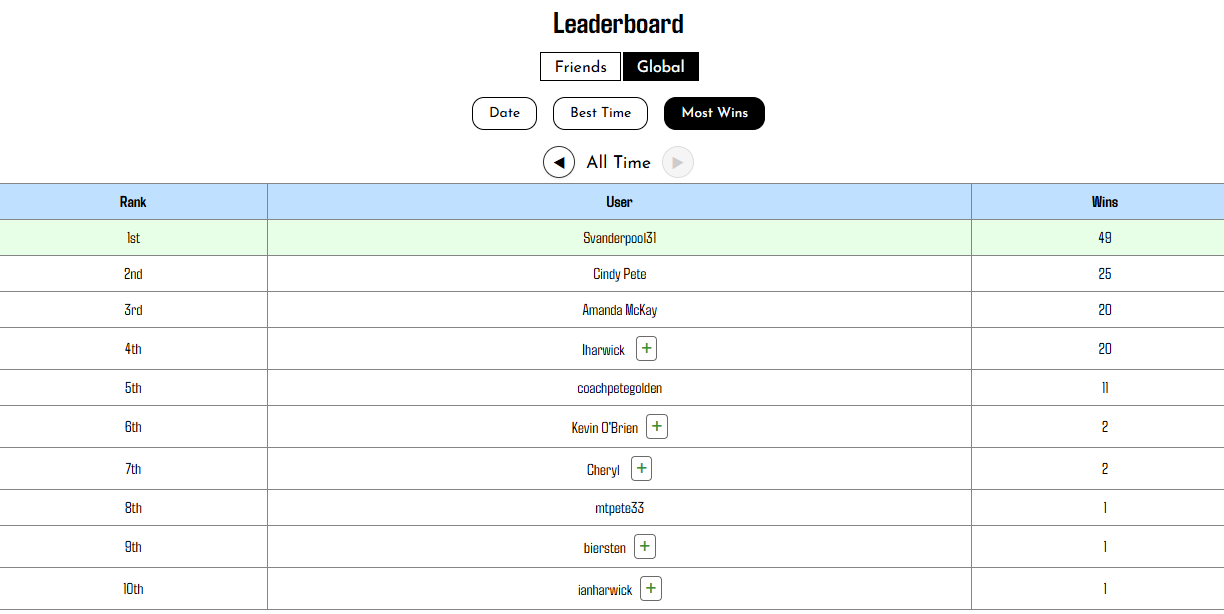 Leaderboard
Friends Global
Date Best Time Most Wins
◀ All Time ▶
Rank User Wins
1st Svanderpool31 49
2nd Cindy Pete 25
3rd Amanda McKay 20
4th lharwick + 20
5th coachpetegolden 11
6th Kevin O'Brien + 2
7th Cheryl + 2
8th mtpete33 1
9th biersten + 1
10th ianharwick + 1